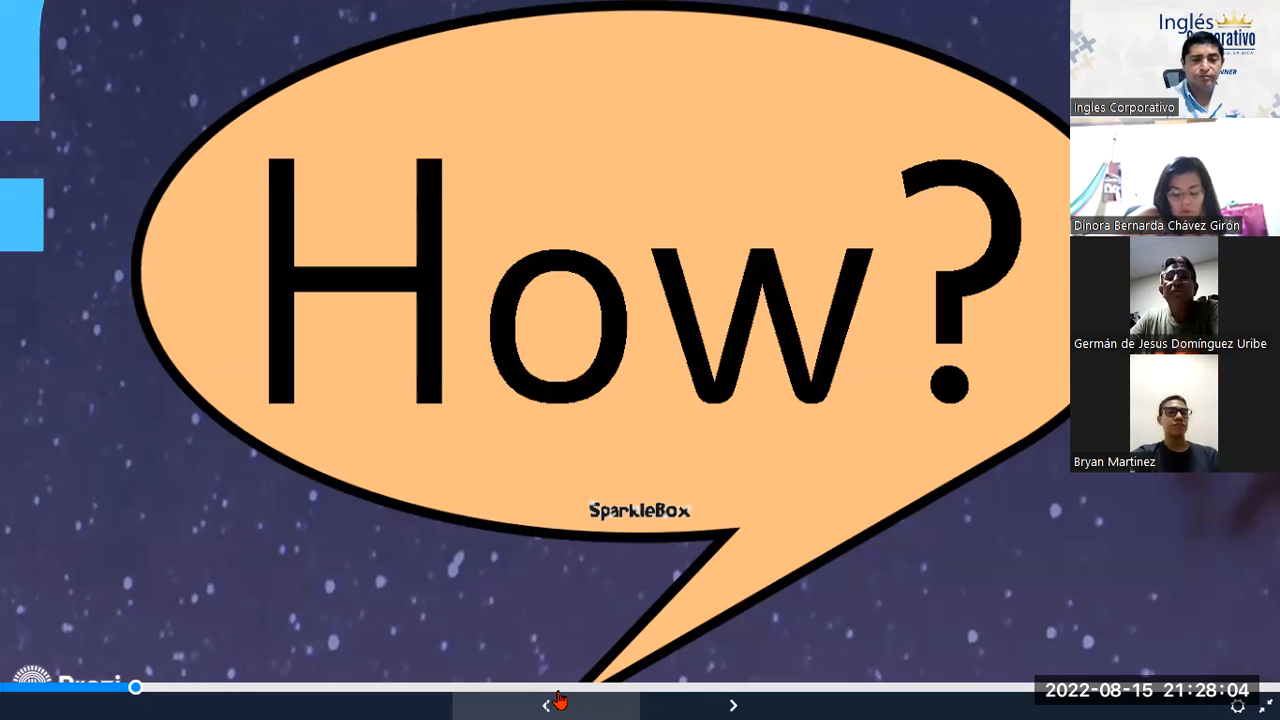 How?
SparkleBox
Prezi
Inglés
Corporativo
Ingles Corporativo
Dinora Bernarda Chávez Girón
Germán de Jesus Domínguez Uribe
Bryan Martinez
2022-08-15 21:28:04